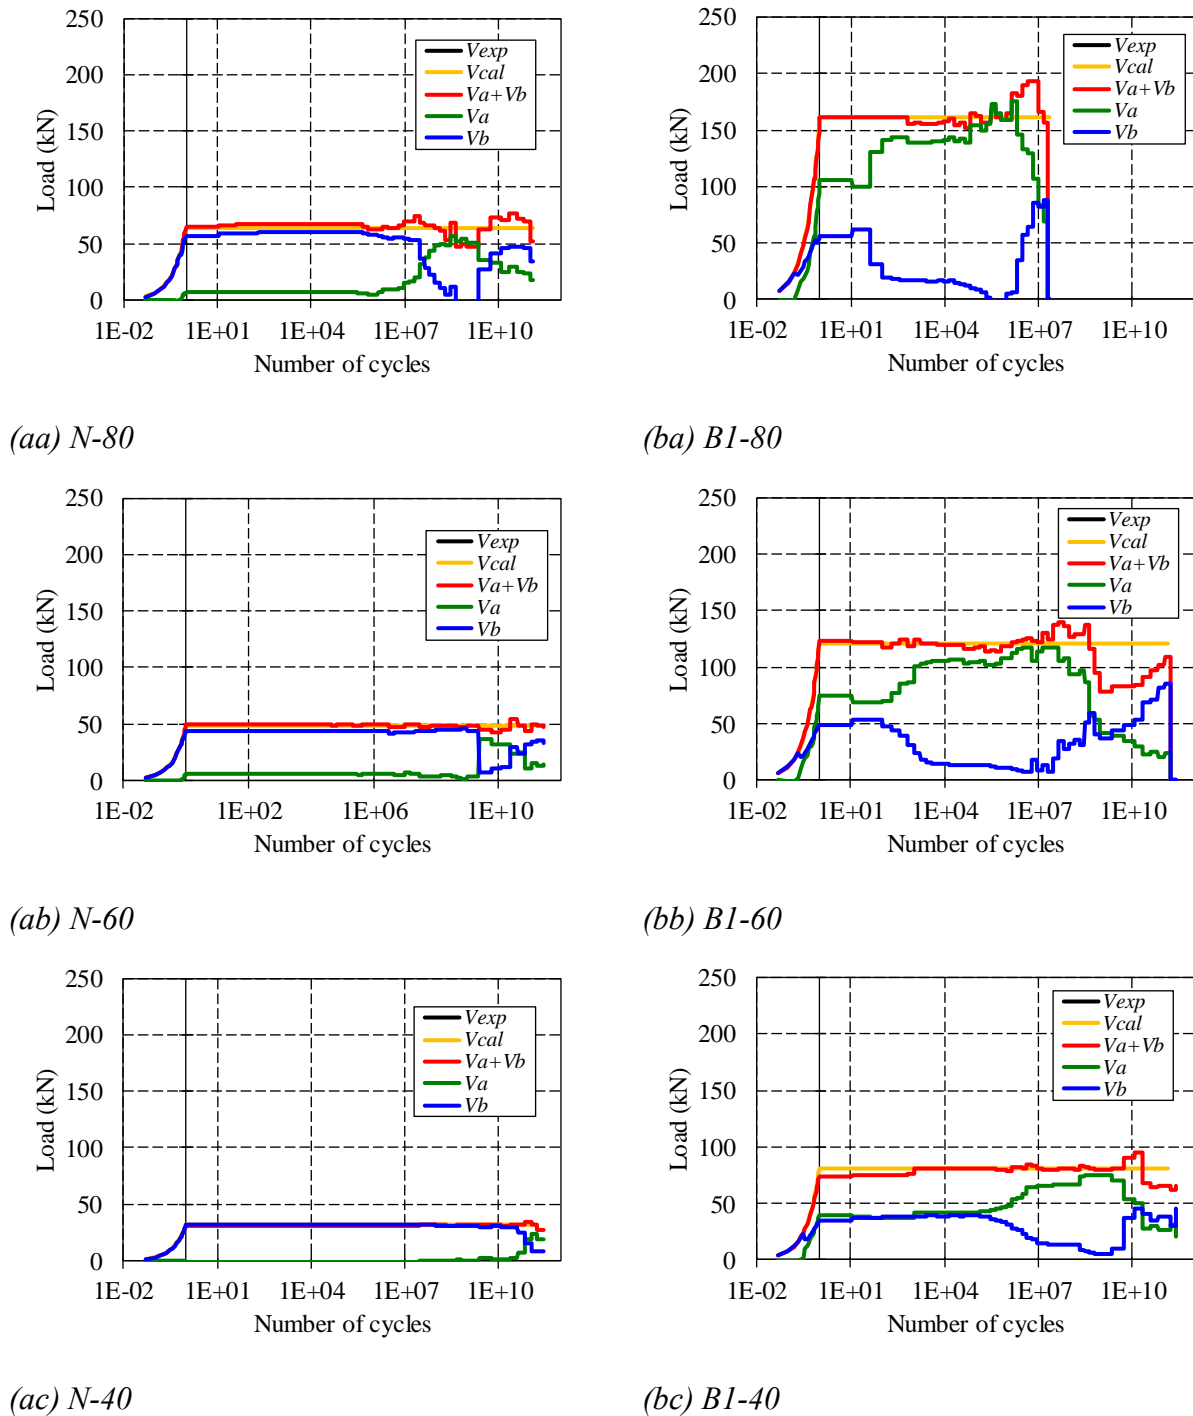 250
200
150
100
50
0
Load (kN)
Vexp
Vcal
Va+Vb
Va
Vb
1E-02 1E+01 1E+04 1E+07 1E+10
Number of cycles
(aa) N-80
250
200
150
100
50
0
Load (kN)
Vexp
Vcal
Va+Vb
Va
Vb
1E-02 1E+01 1E+04 1E+07 1E+10
Number of cycles
(ba) B1-80
250
200
150
100
50
0
Load (kN)
Vexp
Vcal
Va+Vb
Va
Vb
1E-02 1E+02 1E+06 1E+10
Number of cycles
(ab) N-60
250
200
150
100
50
0
Load (kN)
Vexp
Vcal
Va+Vb
Va
Vb
1E-02 1E+01 1E+04 1E+07 1E+10
Number of cycles
(bb) B1-60
250
200
150
100
50
0
Load (kN)
Vexp
Vcal
Va+Vb
Va
Vb
1E-02 1E+01 1E+04 1E+07 1E+10
Number of cycles
(ac) N-40
250
200
150
100
50
0
Load (kN)
Vexp
Vcal
Va+Vb
Va
Vb
1E-02 1E+01 1E+04 1E+07 1E+10
Number of cycles
(bc) B1-40